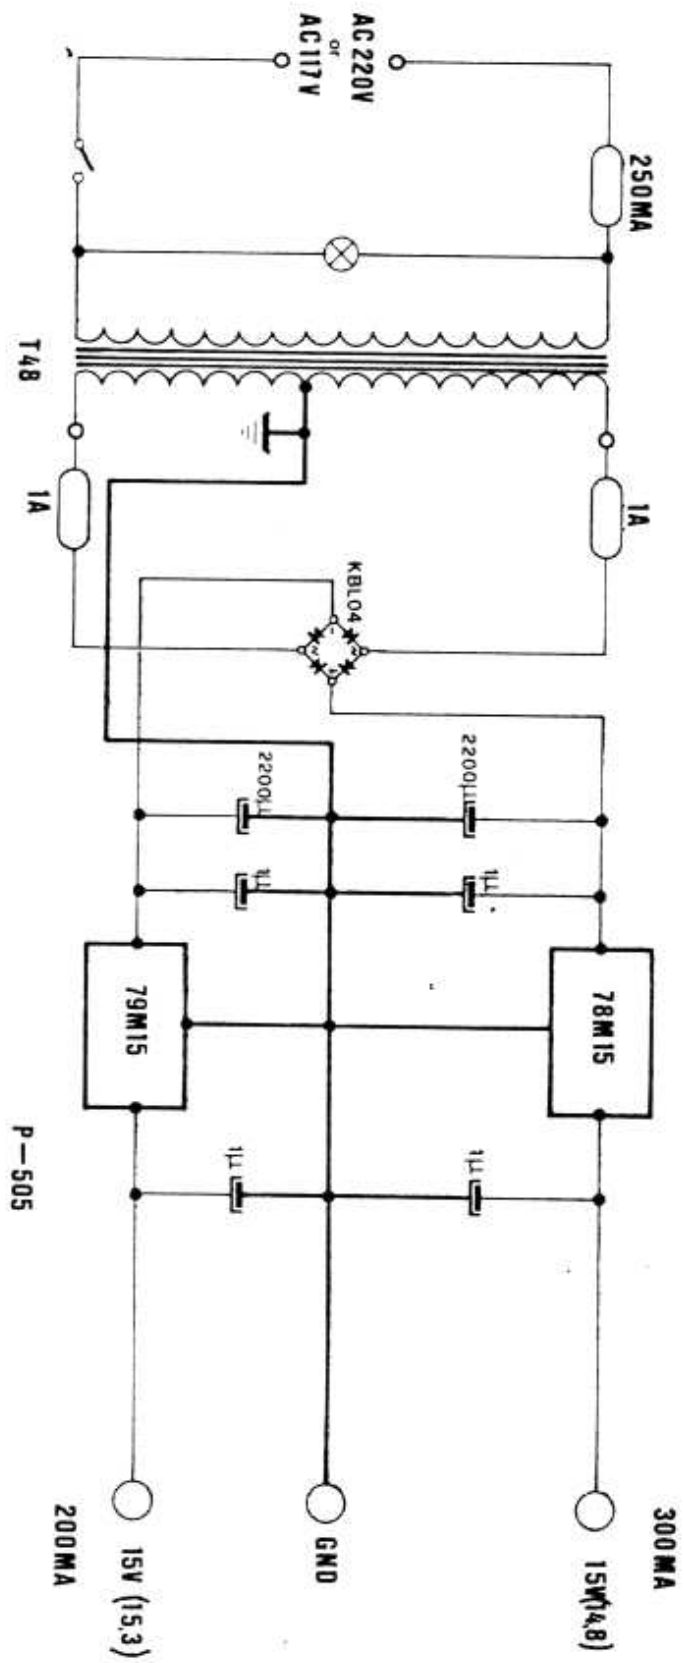 AC 220V
or
AC 117V
250MA
T48
1A
1A
KBL04
-
~
~
+
2200µ
2200µ
1µ
1µ
78M15
79M15
1µ
1µ
P-505
300MA
15V(14,8)
GND
15V (15,3)
200MA